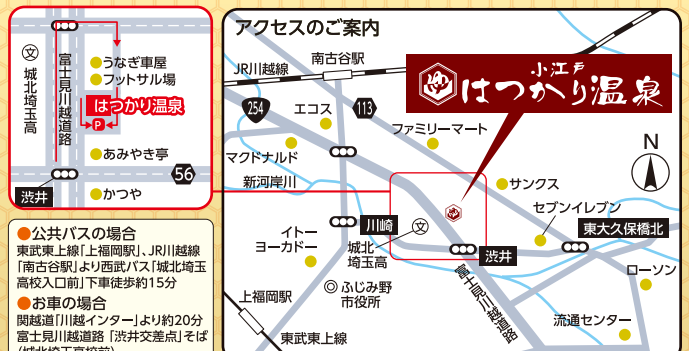 アクセスのご案内
文
城北埼玉高
富士見川越道路
うなぎ車屋
フットサル場
はつかり温泉
P
あみやき亭
56
渋井
かつや
●公共バスの場合
東武東上線「上福岡駅」、JR川越線
「南古谷駅」より西武バス「城北埼玉
高校入口前」下車徒歩約15分
●お車の場合
関越道「川越インター」より約20分
富士見川越道路 「渋井交差点」そば
(城北埼玉高校前)
JR川越線
南古谷駅
小江戸
ゆ はつかり温泉
254
エコス
113
ファミリーマート
N
マクドナルド
新河岸川
サンクス
セブンイレブン
川崎
文
東大久保橋北
イトー
ヨーカドー
城北
埼玉高
渋井
ローソン
上福岡駅
ふじみ野
市役所
富士見川越道路
流通センター
東武東上線